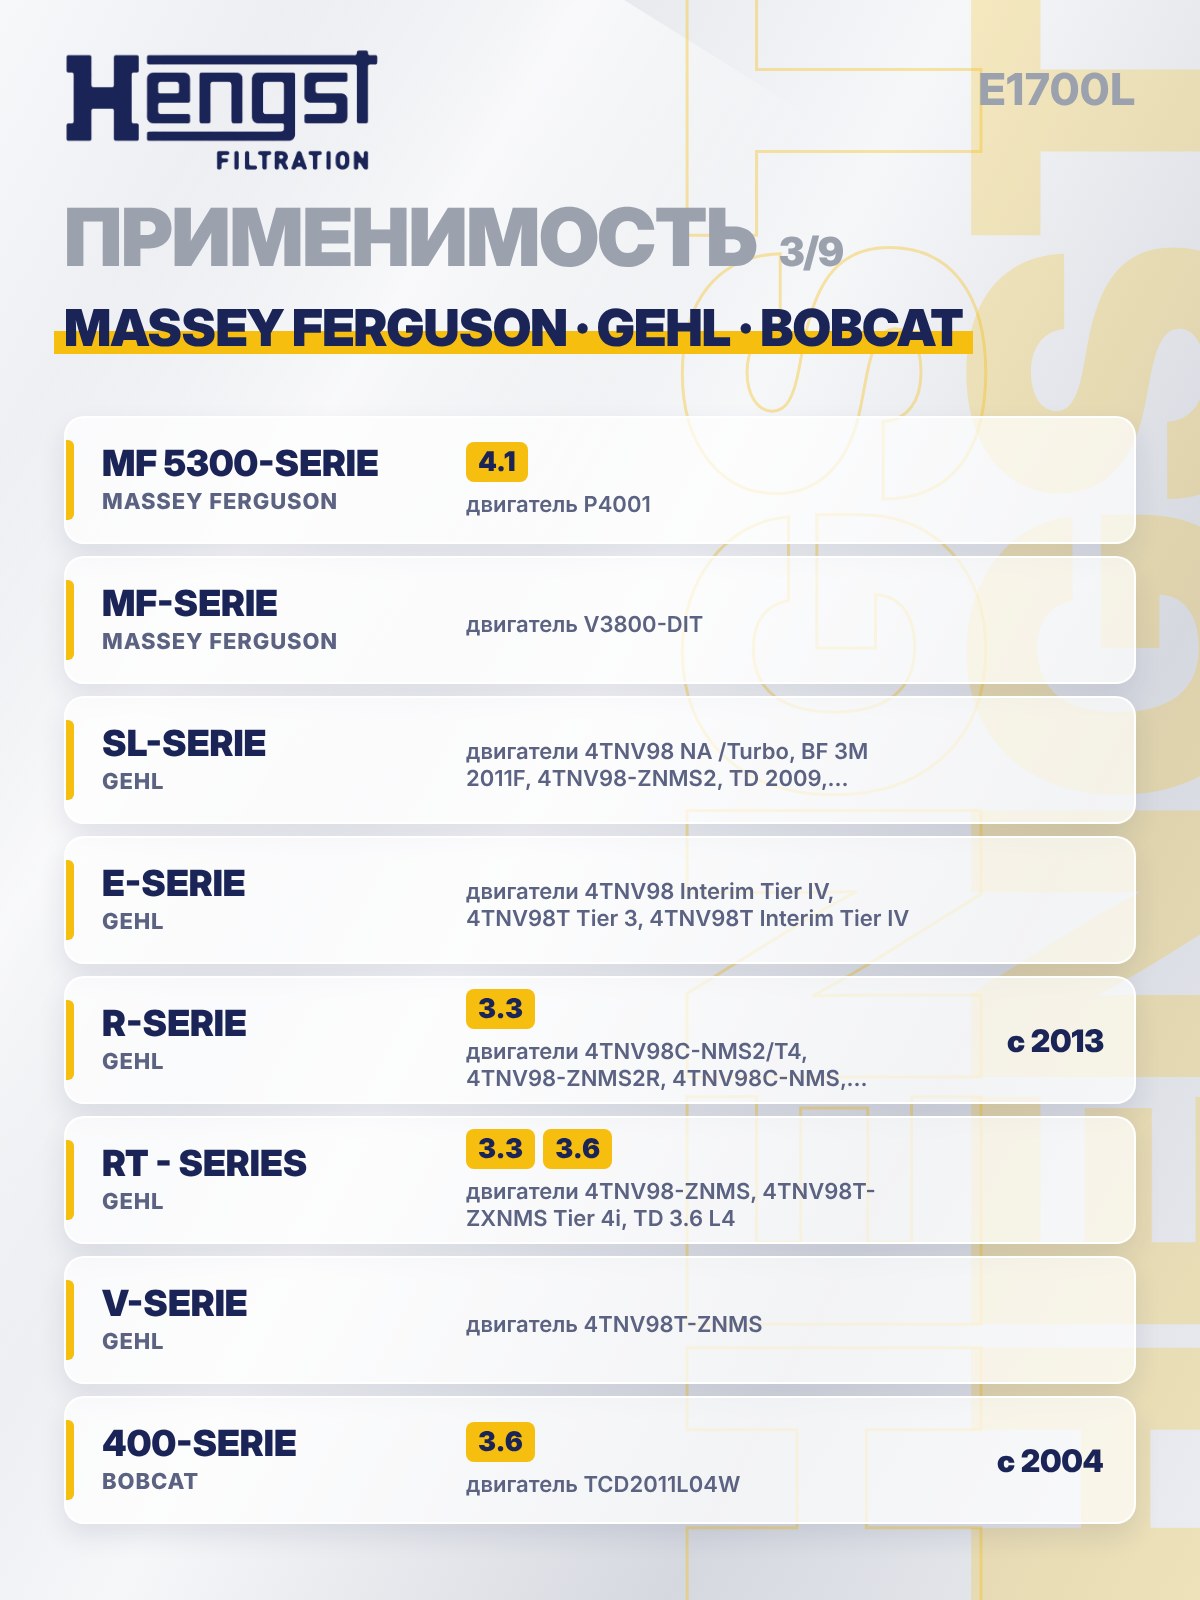 Hengst
FILTRATION
E1700L
ПРИМЕНИМОСТЬ 3/9
MASSEY FERGUSON · GEHL · BOBCAT
MF 5300-SERIE
MASSEY FERGUSON
4.1
двигатель P4001
MF-SERIE
MASSEY FERGUSON
двигатель V3800-DIT
SL-SERIE
GEHL
двигатели 4TNV98 NA /Turbo, BF 3M
2011F, 4TNV98-ZNMS2, TD 2009,...
E-SERIE
GEHL
двигатели 4TNV98 Interim Tier IV,
4TNV98T Tier 3, 4TNV98T Interim Tier IV
R-SERIE
GEHL
3.3
двигатели 4TNV98C-NMS2/T4,
4TNV98-ZNMS2R, 4TNV98C-NMS,...
с 2013
RT - SERIES
GEHL
3.3 3.6
двигатели 4TNV98-ZNMS, 4TNV98T-
ZXNMS Tier 4i, TD 3.6 L4
V-SERIE
GEHL
двигатель 4TNV98T-ZNMS
400-SERIE
BOBCAT
3.6
двигатель TCD2011L04W
с 2004
HENGST
HENGST